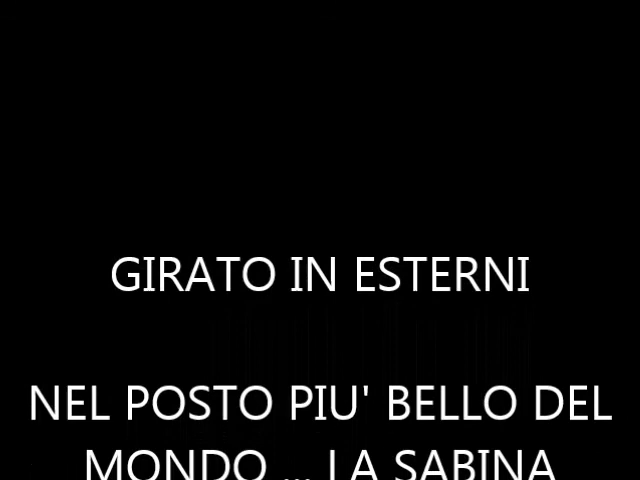 GIRATO IN ESTERNI
NEL POSTO PIU' BELLO DEL
MONDO ... LA SABINA